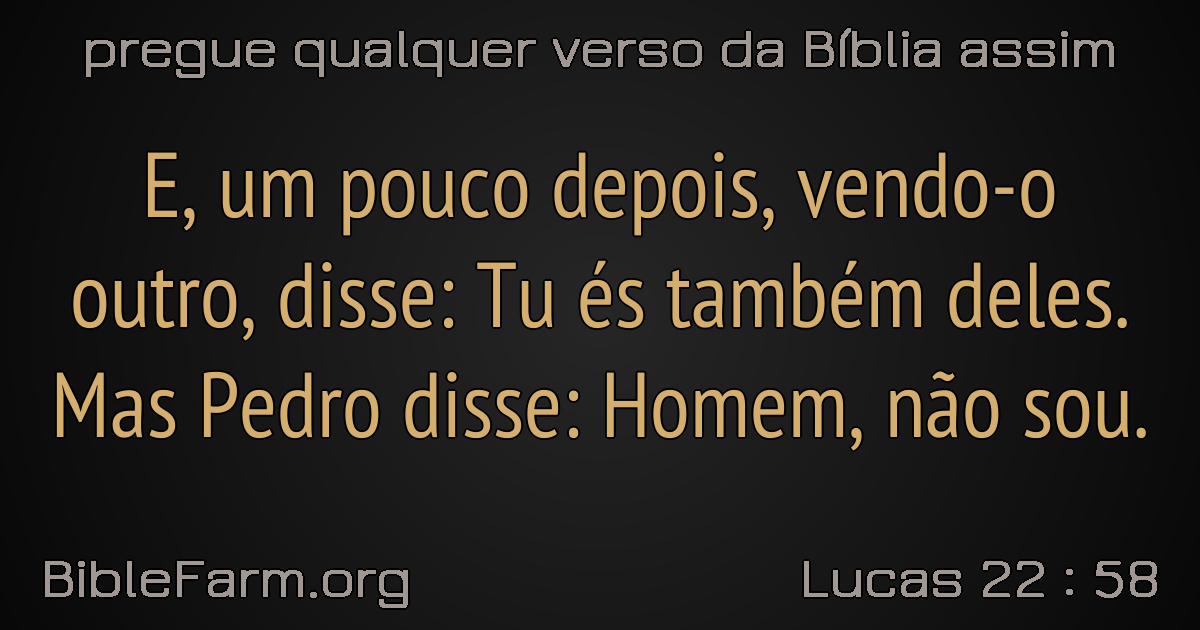 pregue qualquer verso da Bíblia assim
E, um pouco depois, vendo-o
outro, disse: Tu és também deles.
Mas Pedro disse: Homem, não sou.
BibleFarm.org
Lucas 22 : 58